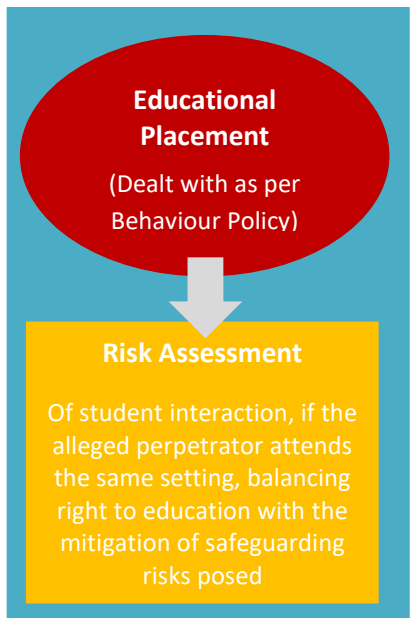 Educational
Placement
(Dealt with as per
Behaviour Policy)
Risk Assessment
Of student interaction, if the
alleged perpetrator attends
the same setting, balancing
right to education with the
mitigation of safeguarding
risks posed